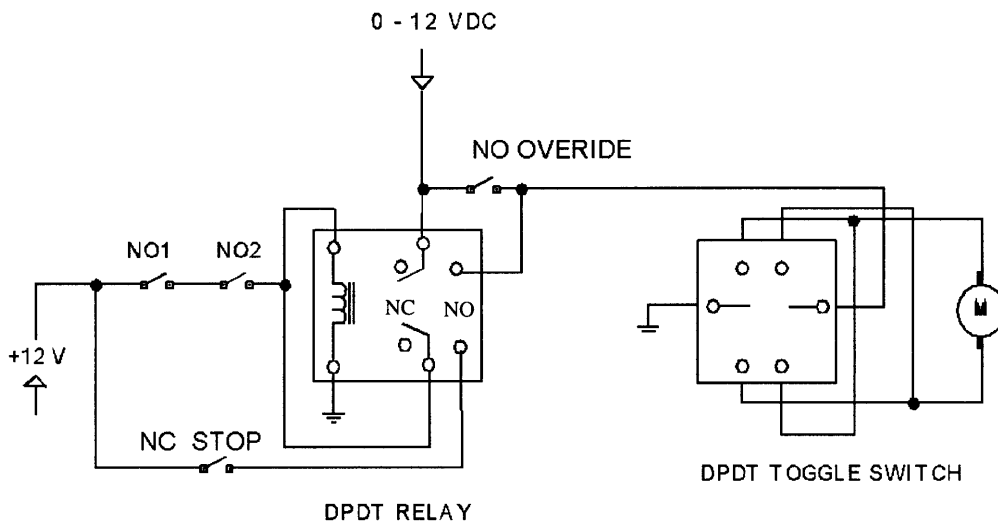 0 - 12 VDC
NO OVERIDE
NO1
NO2
NC
NO
M
+12 V
NC STOP
DPDT TOGGLE SWITCH
DPDT RELAY